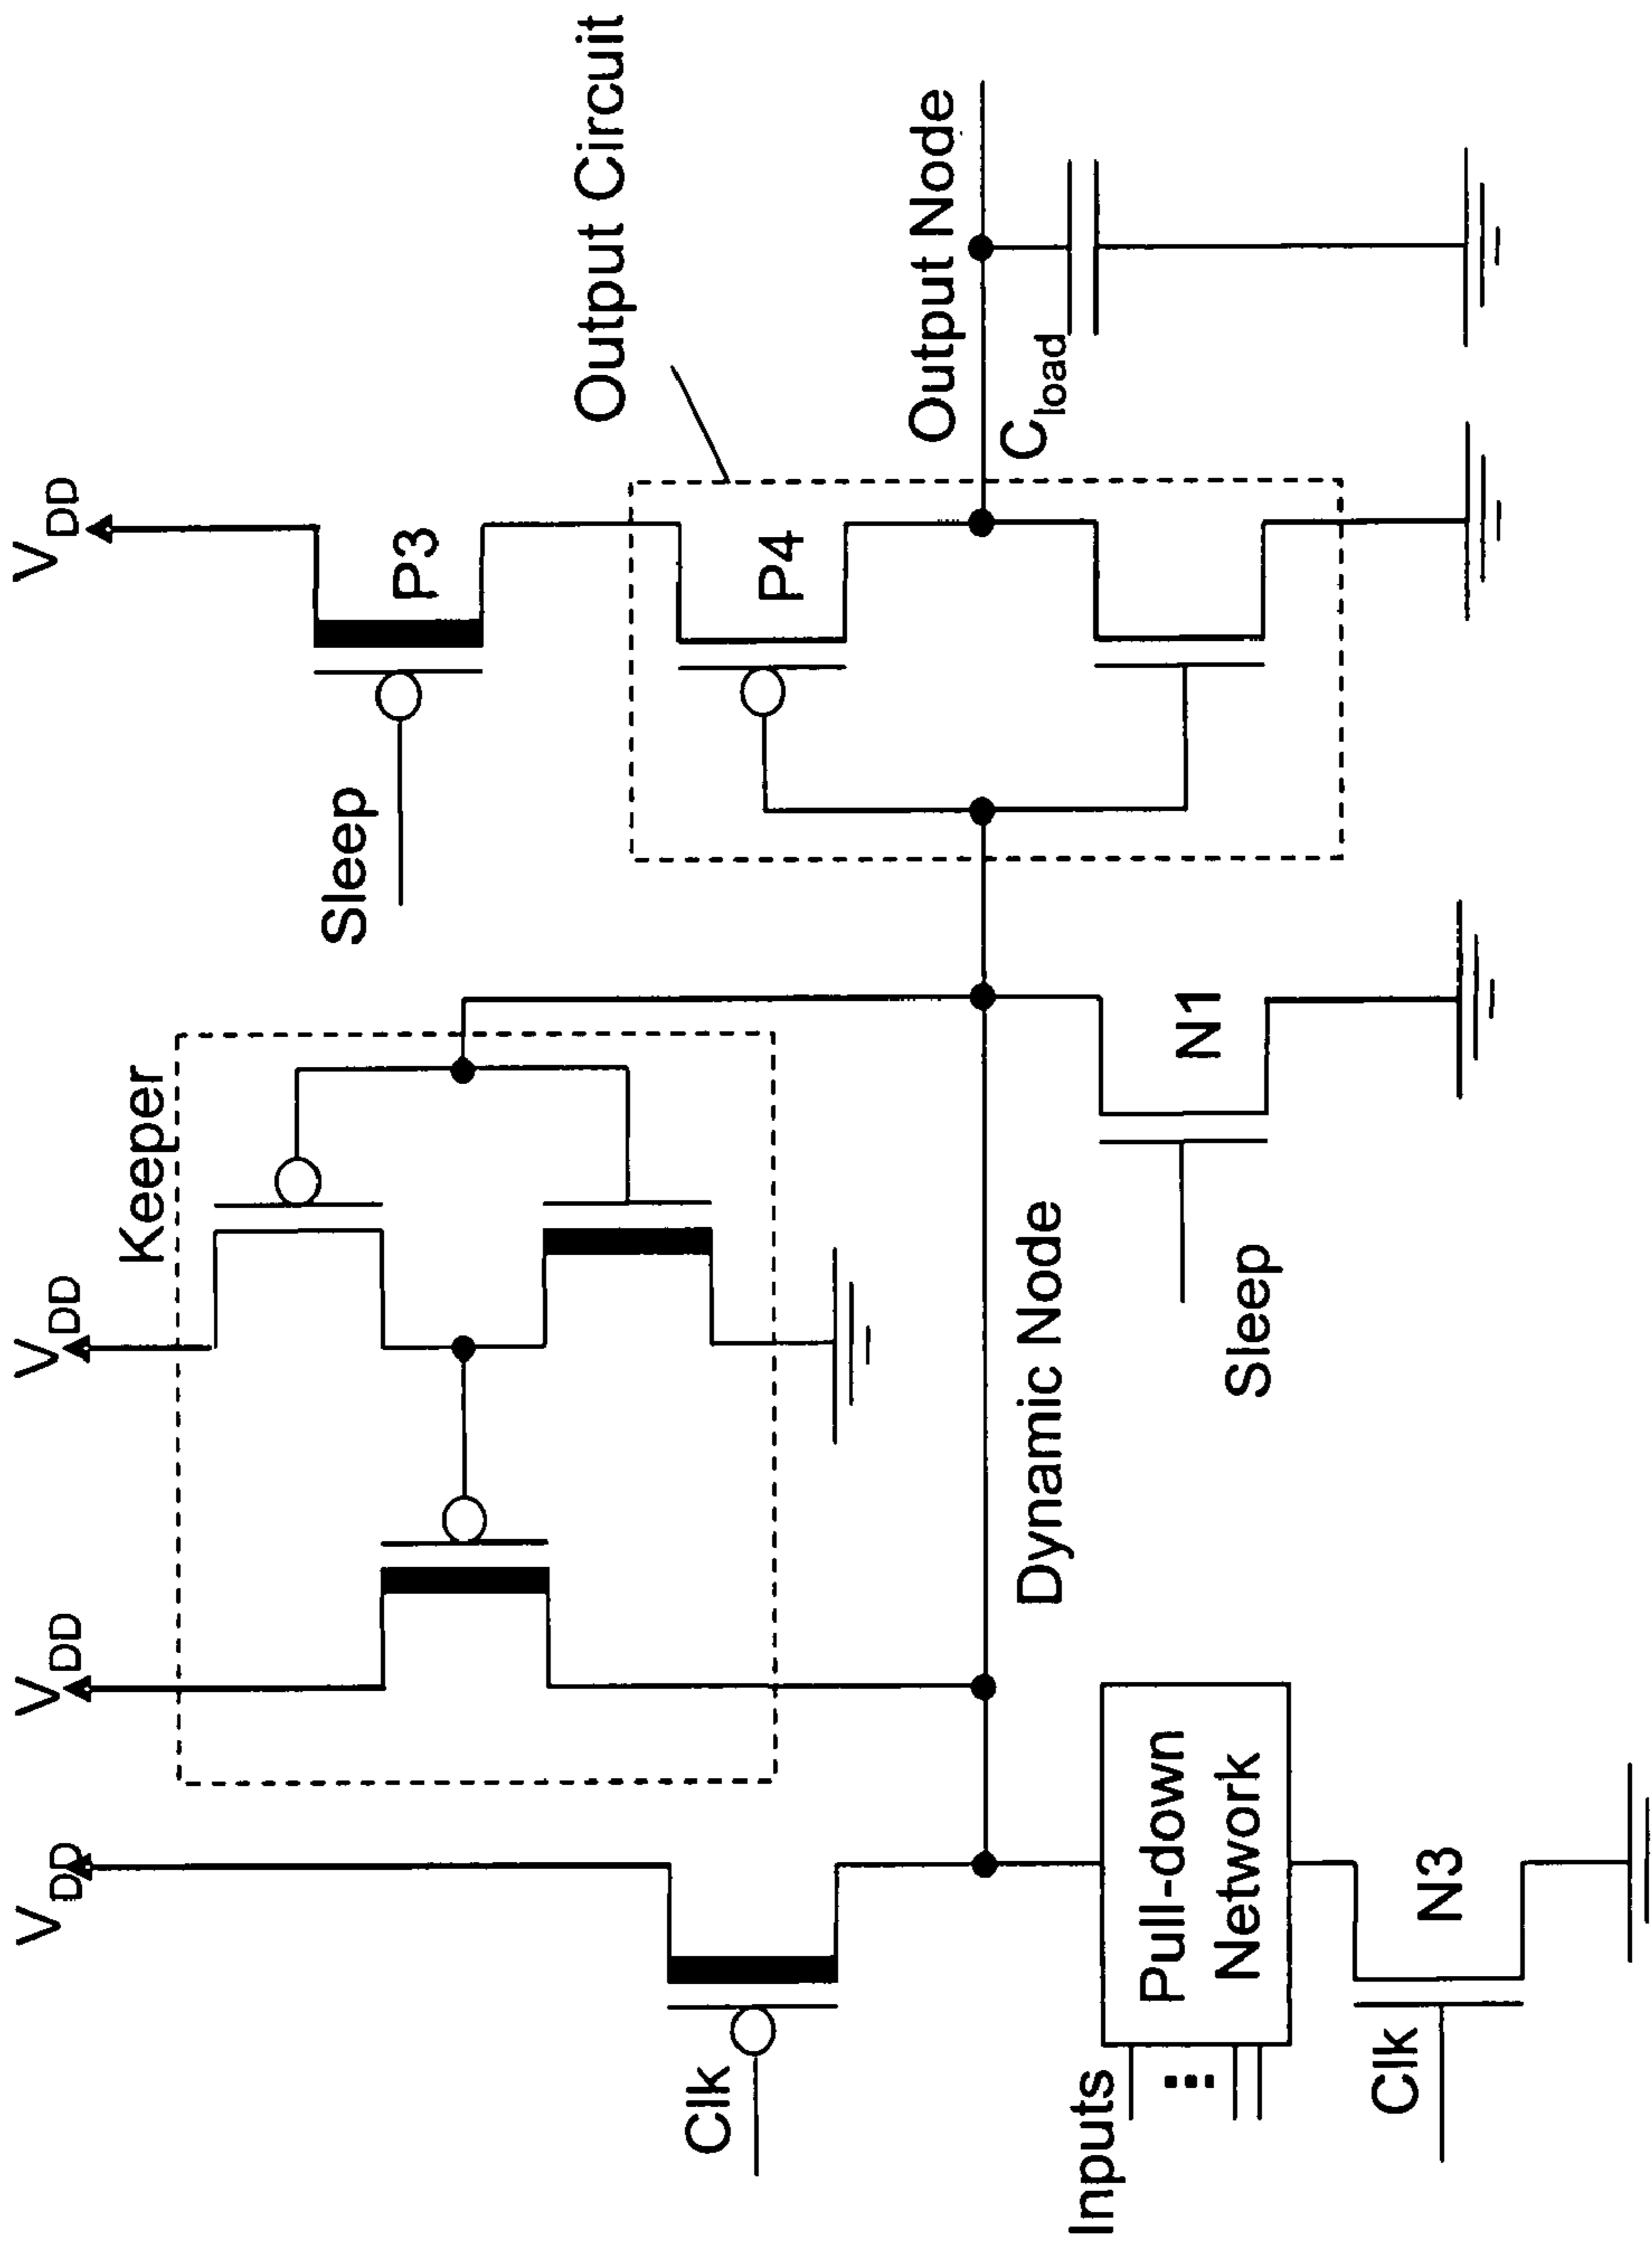 VDD
VDD
VDD
VDD
Keeper
Sleep
P3
Output Circuit
Clk
P4
Output Node
Cload
Dynamic Node
Inputs
Pull-down
Network
N1
Sleep
Clk
N3